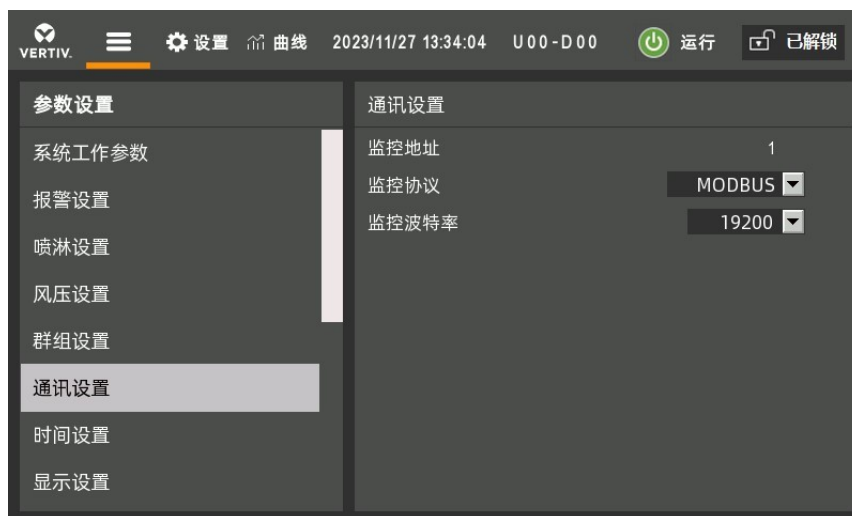 VERTIV. 设置 曲线 2023/11/27 13:34:04 U00-D00 运行 已解锁
参数设置
系统工作参数
报警设置
喷淋设置
风压设置
群组设置
通讯设置
时间设置
显示设置
通讯设置
监控地址 1
监控协议 MODBUS
监控波特率 19200